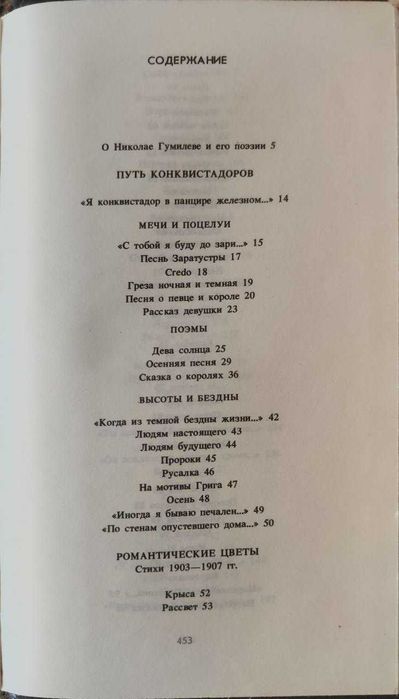 СОДЕРЖАНИЕ
О Николае Гумилеве и его поэзии 5
ПУТЬ КОНКВИСТАДОРОВ
«Я конквистадор в панцире железном...» 14
МЕЧИ И ПОЦЕЛУИ
«С тобой я буду до зари...» 15
Песнь Заратустры 17
Credo 18
Греза ночная и темная 19
Песня о певце и короле 20
Рассказ девушки 23
ПОЭМЫ
Дева солнца 25
Осенняя песня 29
Сказка о королях 36
ВЫСОТЫ И БЕЗДНЫ
«Когда из темной бездны жизни...» 42
Людям настоящего 43
Людям будущего 44
Пророки 45
Русалка 46
На мотивы Грига 47
Осень 48
«Иногда я бываю печален...» 49
«По стенам опустевшего дома...» 50
РОМАНТИЧЕСКИЕ ЦВЕТЫ
Стихи 1903—1907 гг.
Крыса 52
Рассвет 53
453